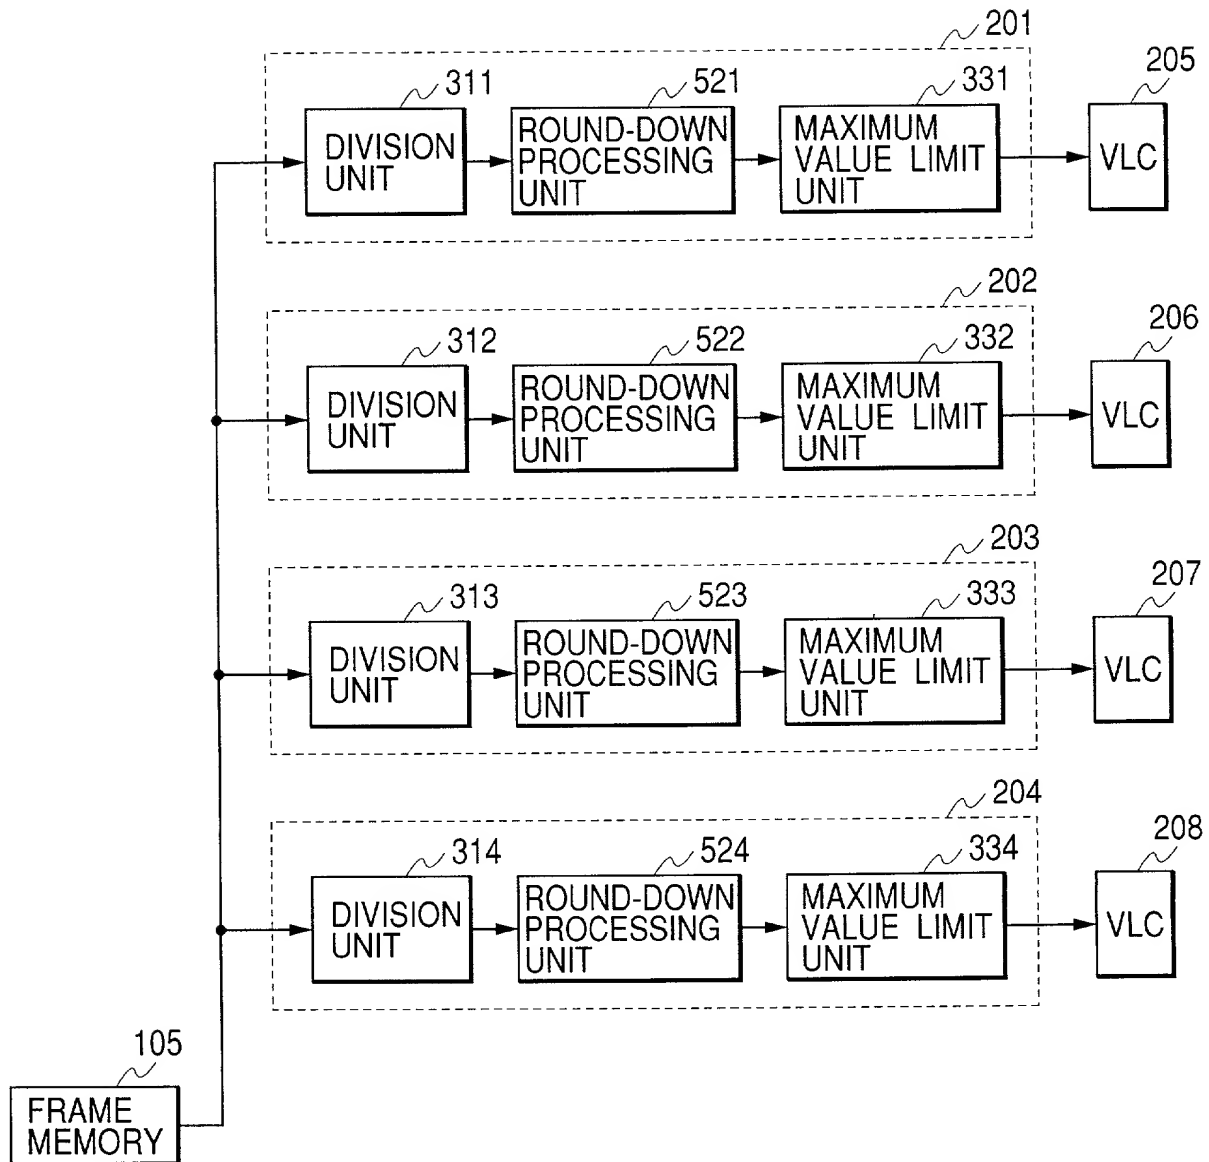 201
311
521
331
205
DIVISION
UNIT
ROUND-DOWN
PROCESSING
UNIT
MAXIMUM
VALUE LIMIT
UNIT
VLC
202
312
522
332
206
DIVISION
UNIT
ROUND-DOWN
PROCESSING
UNIT
MAXIMUM
VALUE LIMIT
UNIT
VLC
203
313
523
333
207
DIVISION
UNIT
ROUND-DOWN
PROCESSING
UNIT
MAXIMUM
VALUE LIMIT
UNIT
VLC
204
314
524
334
208
DIVISION
UNIT
ROUND-DOWN
PROCESSING
UNIT
MAXIMUM
VALUE LIMIT
UNIT
VLC
105
FRAME
MEMORY